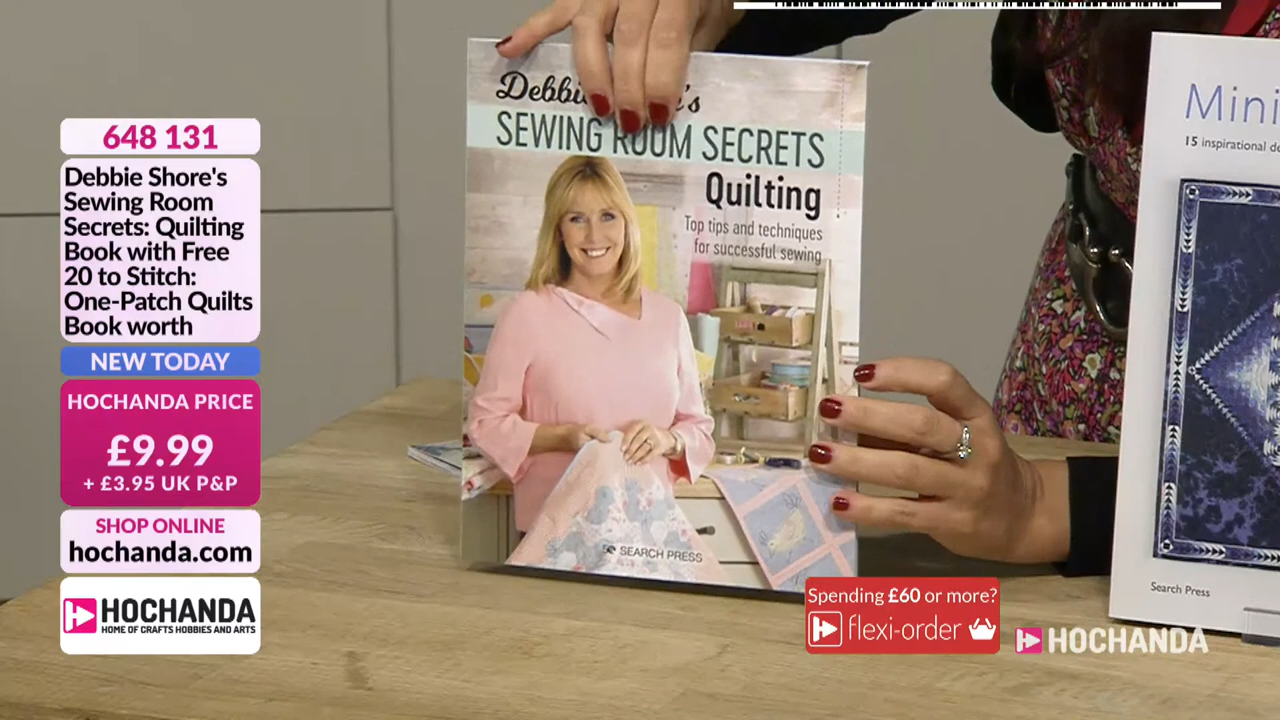 648 131
Debbie Shore's
Sewing Room
Secrets: Quilting
Book with Free
20 to Stitch:
One-Patch Quilts
Book worth
NEW TODAY
HOCHANDA PRICE
£9.99
+ £3.95 UK P&P
SHOP ONLINE
hochanda.com
HOCHANDA
HOME OF CRAFTS HOBBIES AND ARTS
SEWING ROOM SECRETS
Quilting
Top tips and techniques
for successful sewing
SEARCH PRESS
Mini
15 inspirational
Search Press
Spending £60 or more?
flexi-order
HOCHANDA